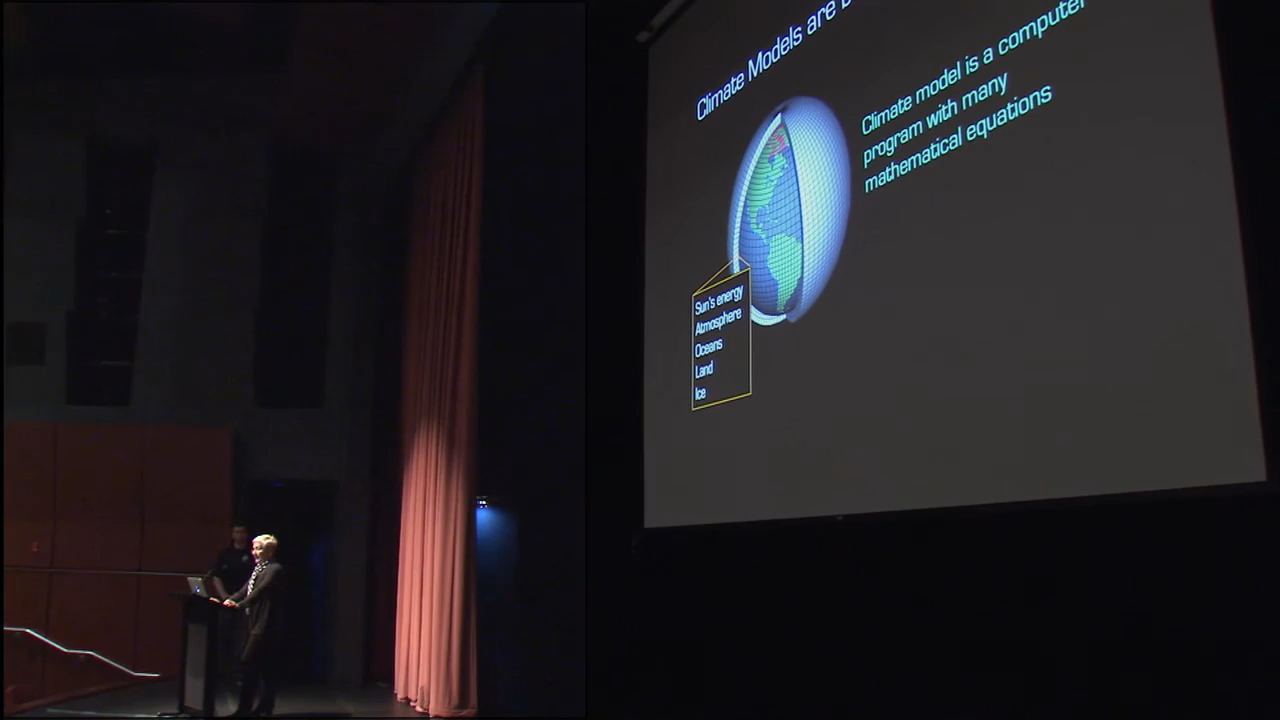 Climate Models are
Climate model is a computer
program with many
mathematical equations
Sun's energy
Atmosphere
Oceans
Land
Ice